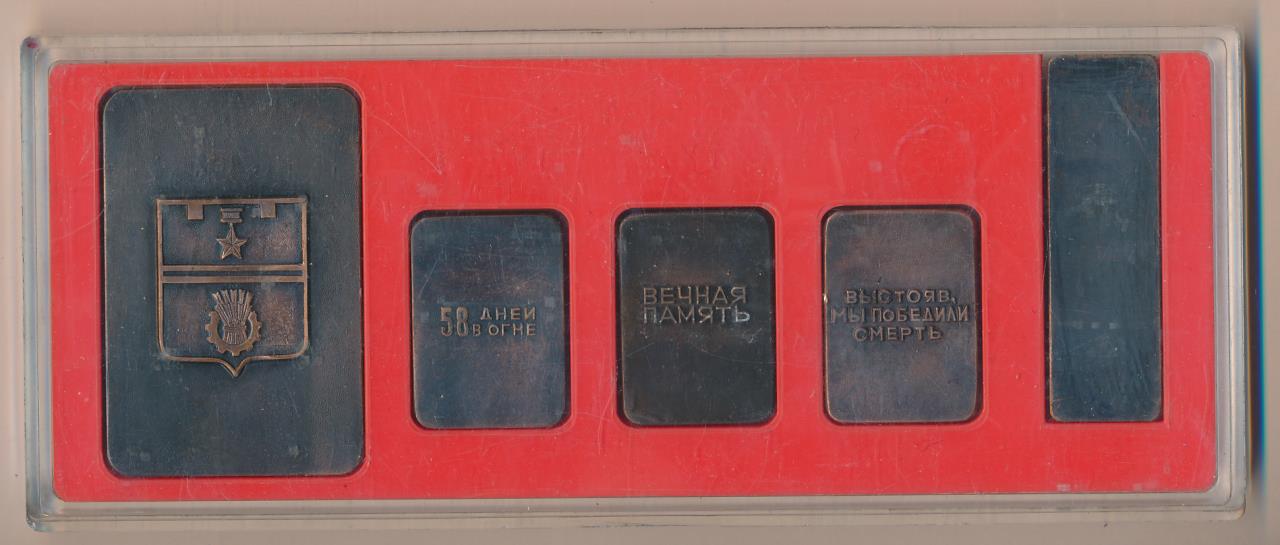 58 ДНЕЙ
В ОГНЕ
ВЕЧНАЯ
ПАМЯТЬ
ВЫСТОЯВ,
МЫ ПОБЕДИЛИ
СМЕРТЬ